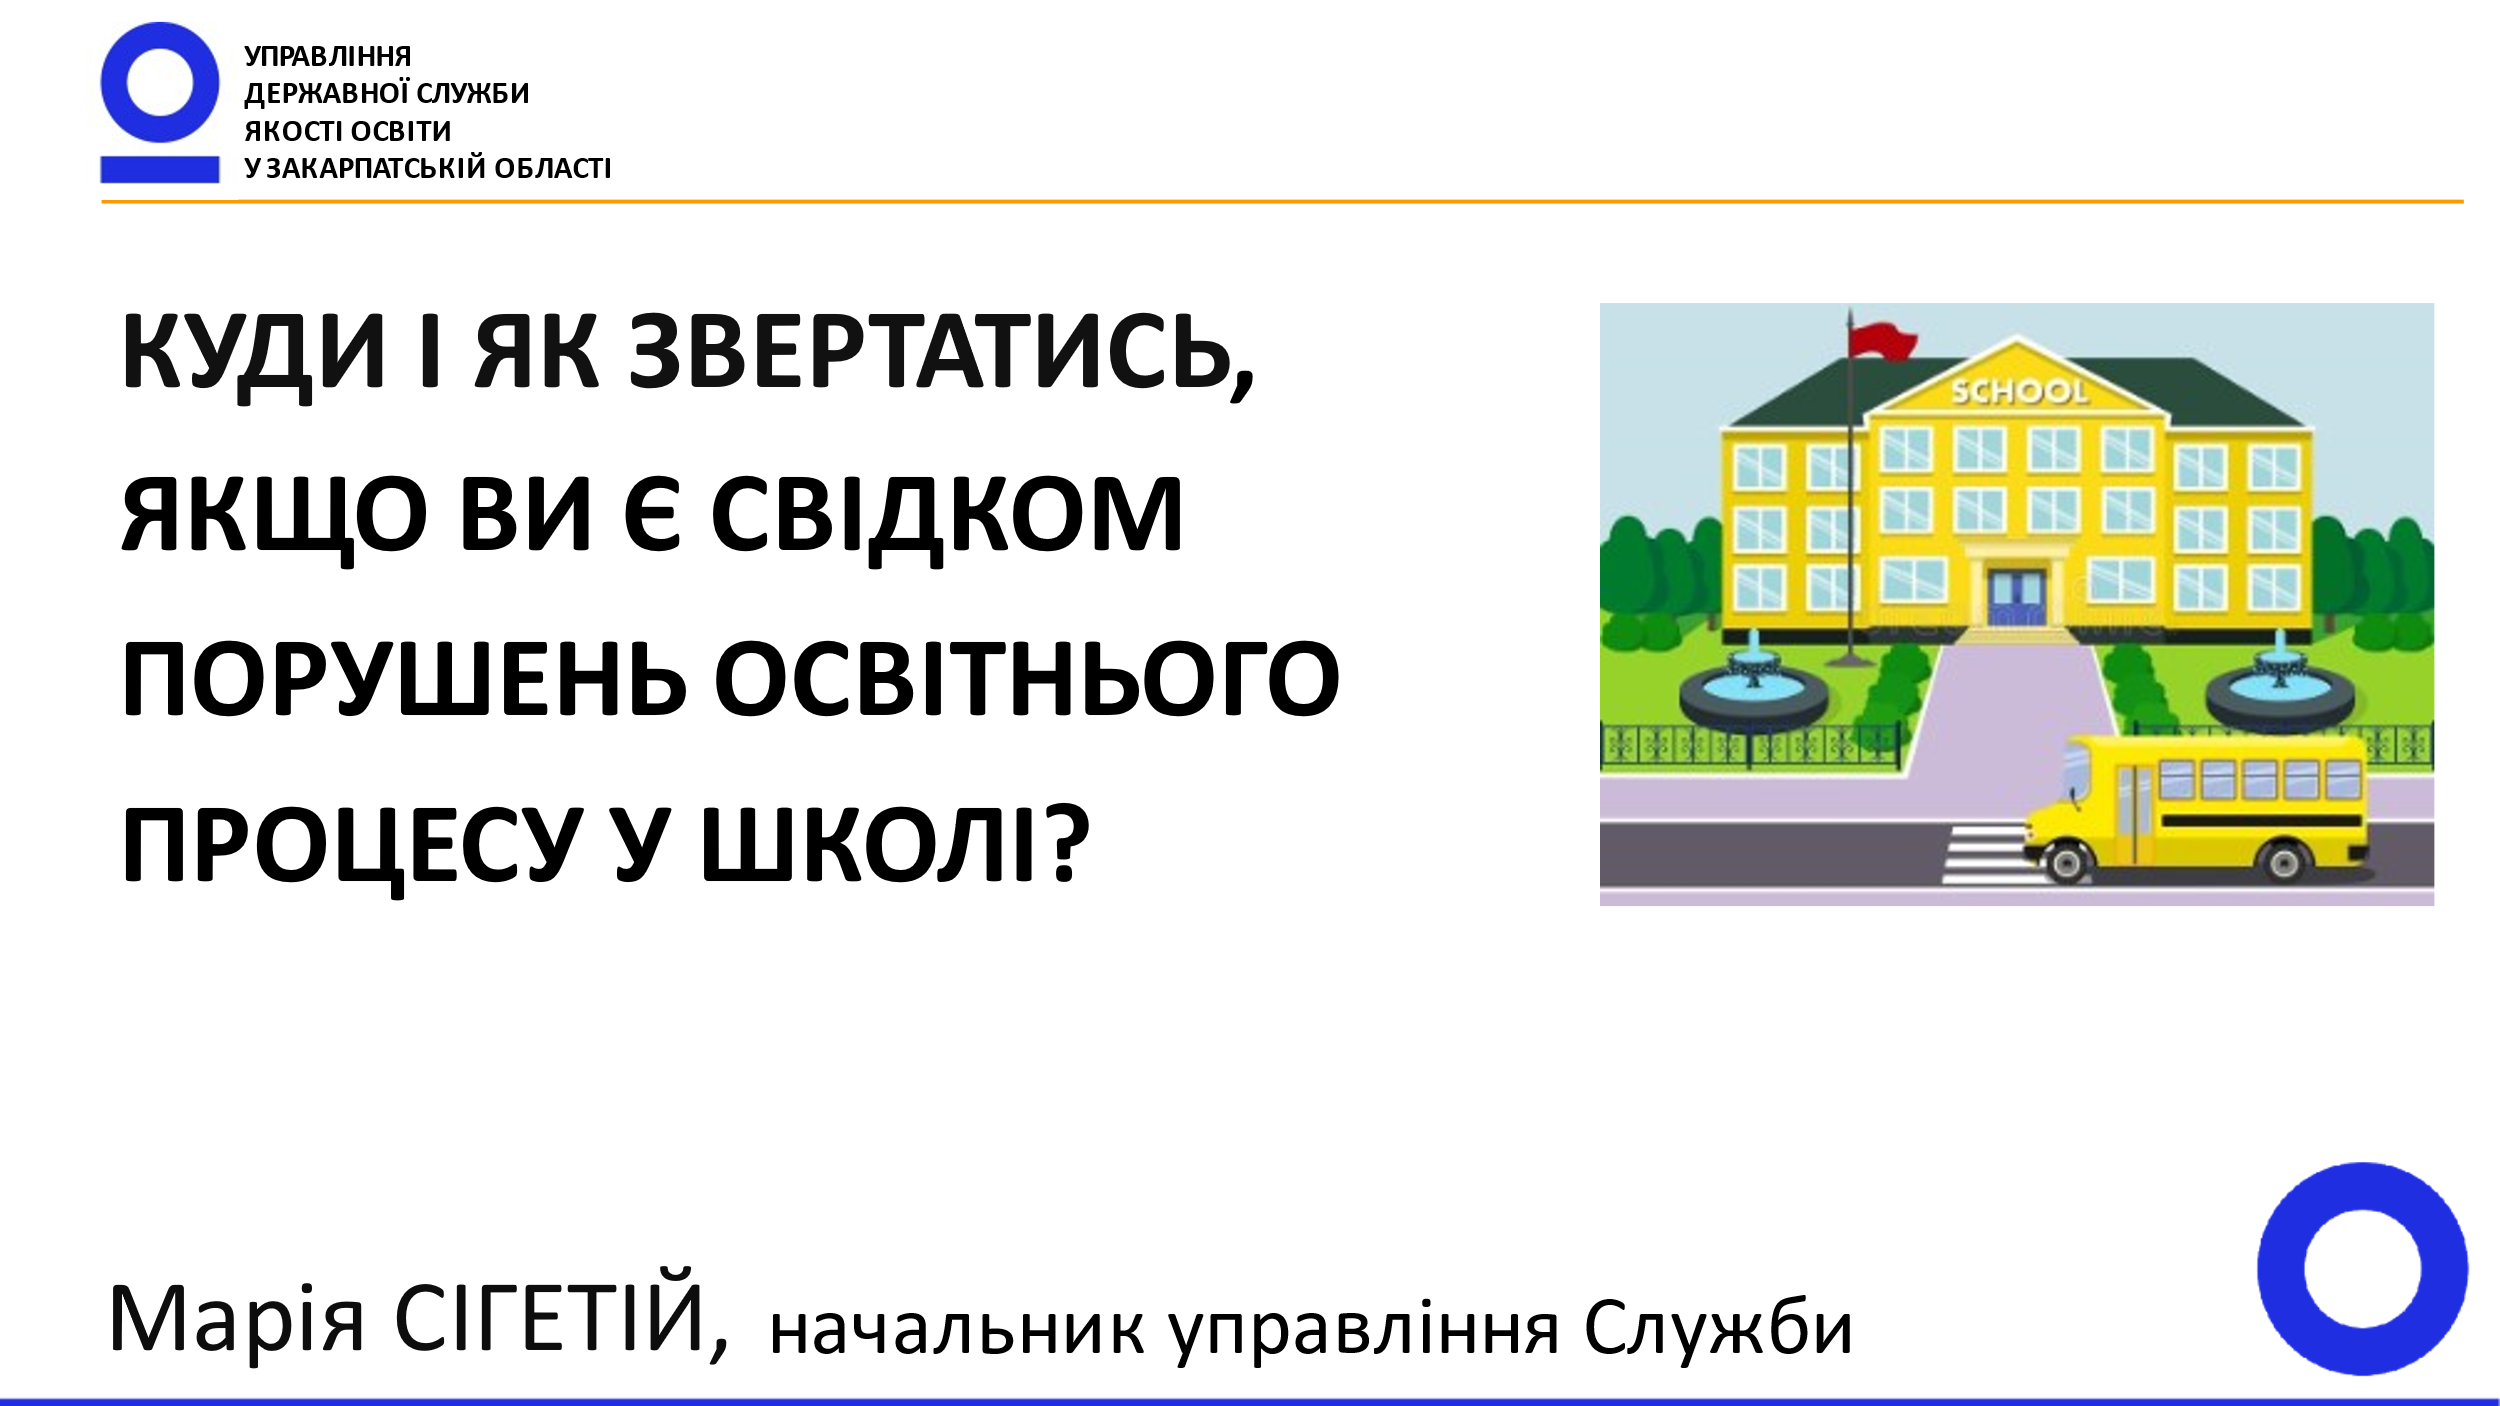 УПРАВЛІННЯ
ДЕРЖАВНОЇ СЛУЖБИ
ЯКОСТІ ОСВІТИ
У ЗАКАРПАТСЬКІЙ ОБЛАСТІ
КУДИ І ЯК ЗВЕРТАТИСЬ,
ЯКЩО ВИ Є СВІДКОМ
ПОРУШЕНЬ ОСВІТНЬОГО
ПРОЦЕСУ У ШКОЛІ?
SCHOOL
Марія СІГЕТІЙ, начальник управління Служби